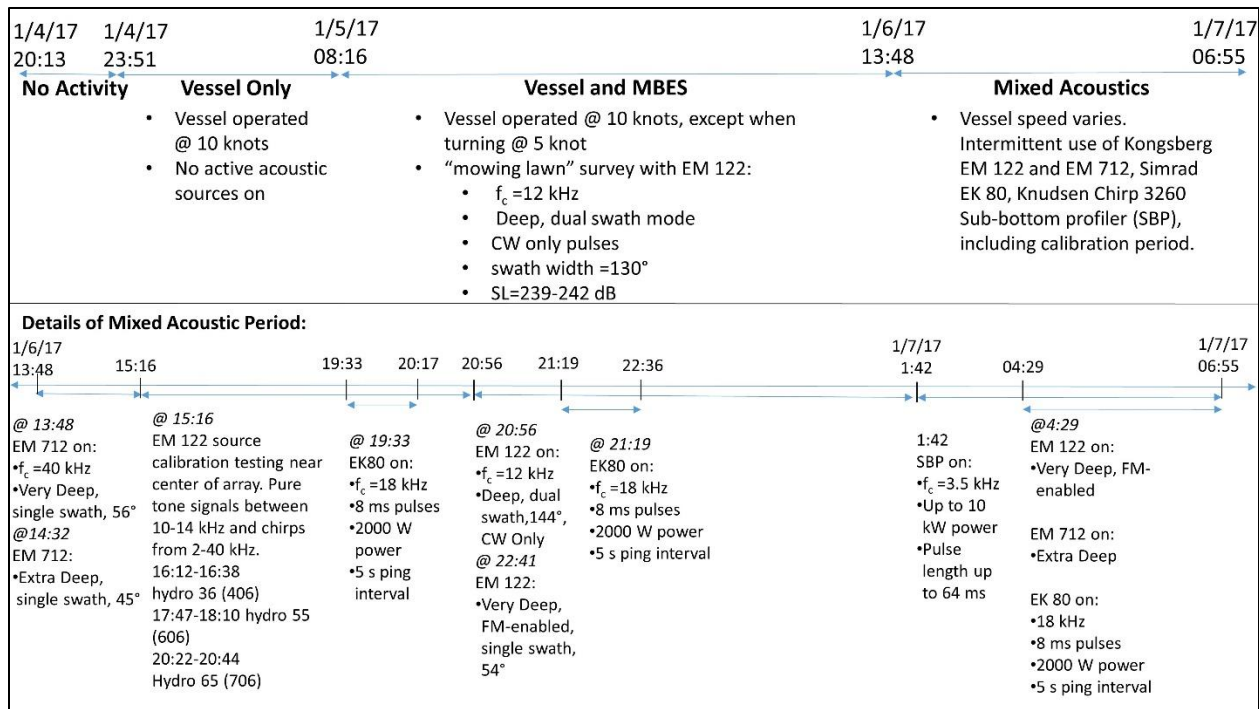 1/4/17 1/4/17 1/5/17 1/6/17 1/7/17
20:13 23:51 08:16 13:48 06:55
No Activity
Vessel Only
• Vessel operated
@ 10 knots
• No active acoustic
sources on
Vessel and MBES
• Vessel operated @ 10 knots, except when
turning @ 5 knot
• “mowing lawn” survey with EM 122:
• fc =12 kHz
• Deep, dual swath mode
• CW only pulses
• swath width =130°
• SL=239-242 dB
Mixed Acoustics
• Vessel speed varies.
Intermittent use of Kongsberg
EM 122 and EM 712, Simrad
EK 80, Knudsen Chirp 3260
Sub-bottom profiler (SBP),
including calibration period.
Details of Mixed Acoustic Period:
1/6/17 1/7/17 1/7/17
13:48 15:16 19:33 20:17 20:56 21:19 22:36 1:42 04:29 06:55
@ 13:48
EM 712 on:
•fc =40 kHz
•Very Deep,
single swath, 56°
@14:32
EM 712:
•Extra Deep,
single swath, 45°
@ 15:16
EM 122 source
calibration testing near
center of array. Pure
tone signals between
10-14 kHz and chirps
from 2-40 kHz.
16:12-16:38
hydro 36 (406)
17:47-18:10 hydro 55
(606)
20:22-20:44
Hydro 65 (706)
@ 19:33
EK80 on:
•fc =18 kHz
•8 ms pulses
•2000 W
power
•5 s ping
interval
@ 20:56
EM 122 on:
•fc =12 kHz
•Deep, dual
swath,144°,
CW Only
@ 22:41
EM 122:
•Very Deep,
FM-enabled,
single swath,
54°
@ 21:19
EK80 on:
•fc =18 kHz
•8 ms pulses
•2000 W power
•5 s ping interval
1:42
SBP on:
•fc =3.5 kHz
•Up to 10
kW power
•Pulse
length up
to 64 ms
@4:29
EM 122 on:
•Very Deep, FM-
enabled
EM 712 on:
•Extra Deep
EK 80 on:
•18 kHz
•8 ms pulses
•2000 W power
•5 s ping interval